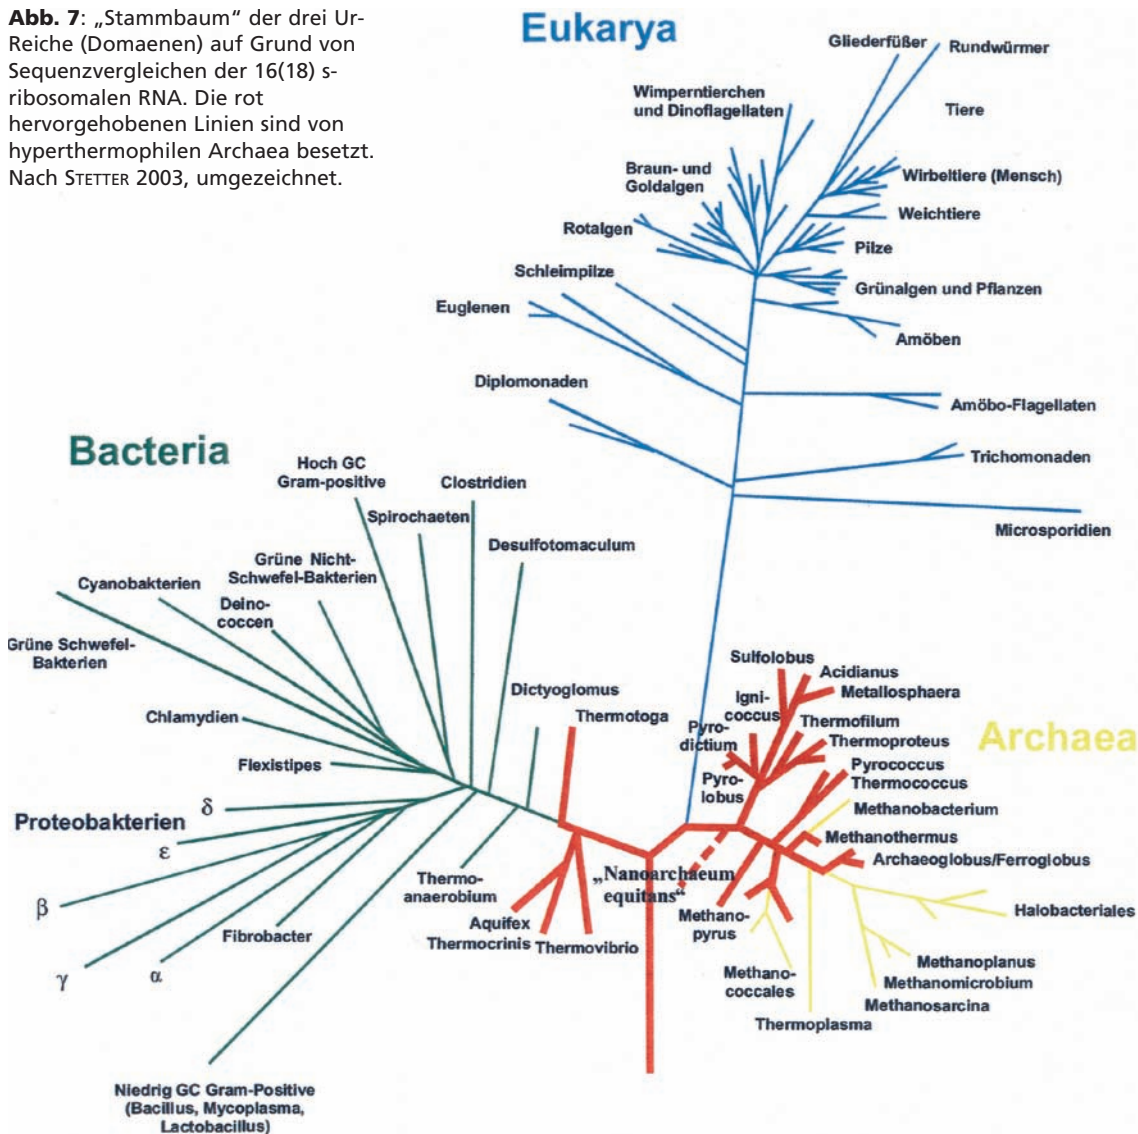 Abb. 7: „Stammbaum“ der drei Ur-
Reiche (Domaenen) auf Grund von
Sequenzvergleichen der 16(18) s-
ribosomalen RNA. Die rot
hervorgehobenen Linien sind von
hyperthermophilen Archaea besetzt.
Nach STETTER 2003, umgezeichnet.
Eukarya
Gliederfüßer
Rundwürmer
Wimperntierchen
und Dinoflagellaten
Tiere
Braun- und
Goldalgen
Wirbeltiere (Mensch)
Weichtiere
Rotalgen
Pilze
Schleimpilze
Grünalgen und Pflanzen
Euglenen
Amöben
Diplomonaden
Amöbo-Flagellaten
Trichomonaden
Microsporidien
Bacteria
Hoch GC
Gram-positive
Clostridien
Spirochaeten
Desulfotomaculum
Grüne Nicht-
Schwefel-Bakterien
Cyanobakterien
Deino-
coccen
Grüne Schwefel-
Bakterien
Dictyoglomus
Thermotoga
Chlamydien
Flexistipes
δ
Proteobakterien
ε
β
γ
α
Fibrobacter
Thermo-
anaerobium
Aquifex
Thermocrinis
Thermovibrio
Niedrig GC Gram-Positive
(Bacillus, Mycoplasma,
Lactobacillus)
Archaea
Sulfolobus
Acidianus
Metallosphaera
Igni-
coccus
Thermofilum
Pyro-
dictium
Thermoproteus
Pyrococcus
Pyro-
lobus
Thermococcus
Methanobacterium
Methanothermus
Archaeoglobus/Ferroglobus
„Nanoarchaeum
equitans“
Methano-
pyrus
Halobacteriales
Methano-
coccales
Methanoplanus
Methanomicrobium
Methanosarcina
Thermoplasma